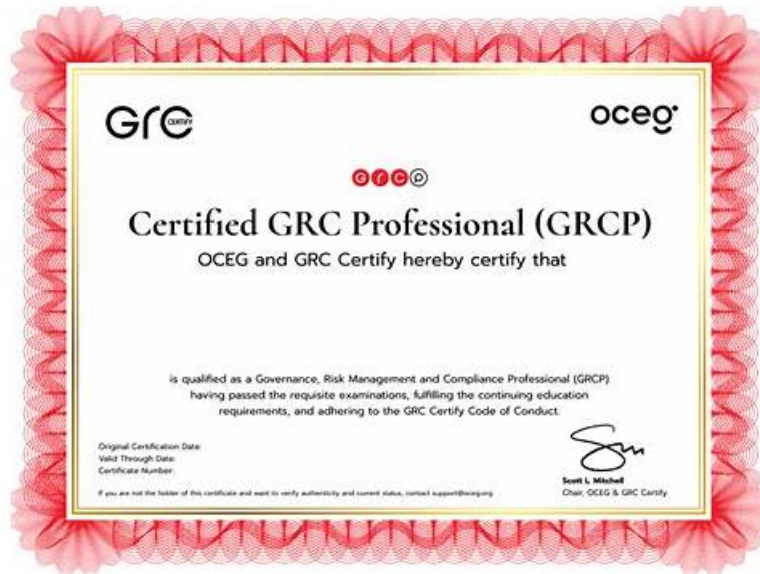 GRC CERTIFY
oceg
GRCP
Certified GRC Professional (GRCP)
OCEG and GRC Certify hereby certify that
is qualified as a Governance, Risk Management and Compliance Professional (GRCP)
having passed the requisite examinations, fulfilling the continuing education
requirements, and adhering to the GRC Certify Code of Conduct.
Original Certification Date:
Valid Through Date:
Certificate Number:
Scott L. Mitchell
Chair, OCEG & GRC Certify
If you are not the holder of this certificate and want to verify authenticity and current status, contact support@oceg.org